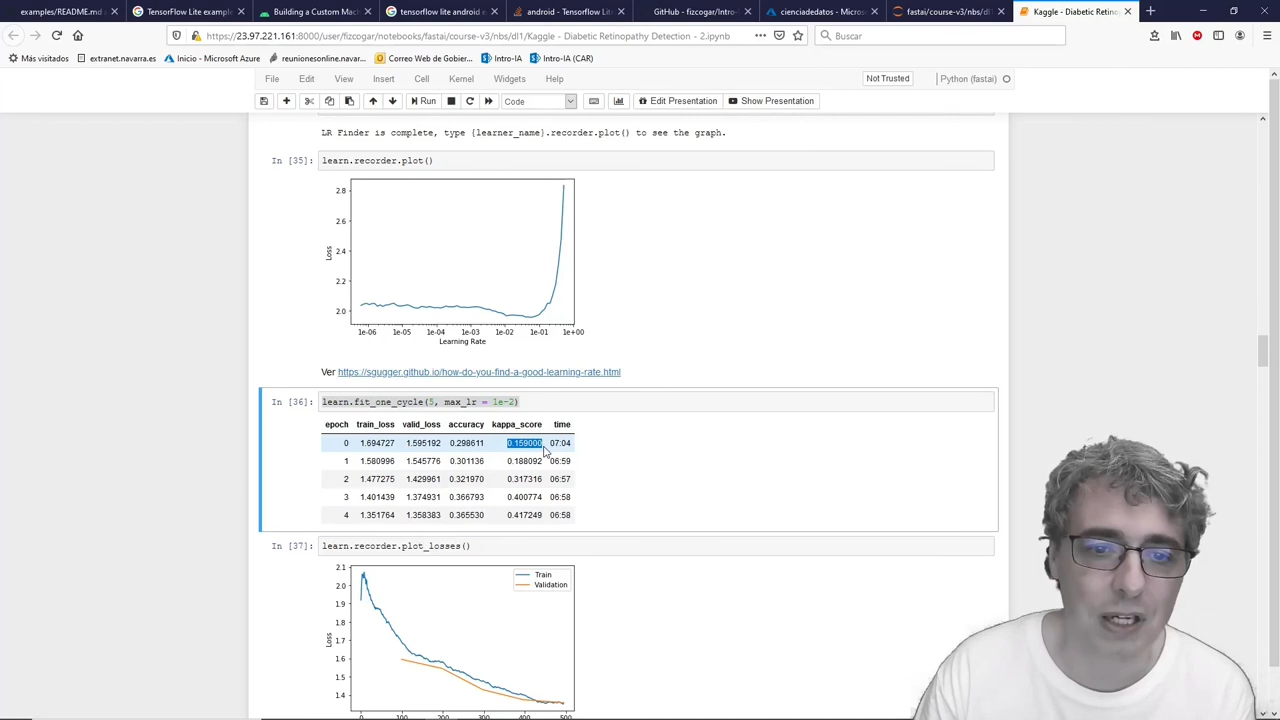 examples/README.md a
TensorFlow Lite example
Building a Custom Machi
tensorflow lite android e
android - Tensorflow Lit
GitHub - fizcogar/Intro-I
cienciadedatos - Micros
fastai/course-v3/nbs/dl1/
Kaggle - Diabetic Retino
https://23.97.221.161:8000/user/fizcogar/notebooks/fastai/course-v3/nbs/dl1/Kaggle - Diabetic Retinopathy Detection - 2.ipynb
Buscar
Más visitados
extranet.navarra.es
Inicio - Microsoft Azure
reunionesonline.navar...
Correo Web de Gobier...
Intro-IA
Intro-IA (CAR)
File Edit View Insert Cell Kernel Widgets Help
Not Trusted
Python (fastai)
Run
Code
Edit Presentation
Show Presentation
LR Finder is complete, type {learner_name}.recorder.plot() to see the graph.
In [35]: learn.recorder.plot()
2.8
2.6
2.4
2.2
2.0
Loss
1e-06 1e-05 1e-04 1e-03 1e-02 1e-01 1e+00
Learning Rate
Ver https://sgugger.github.io/how-do-you-find-a-good-learning-rate.html
In [36]: learn.fit_one_cycle(5, max_lr = 1e-2)
epoch train_loss valid_loss accuracy kappa_score time
0 1.694727 1.595192 0.298611 0.159000 07:04
1 1.580996 1.545776 0.301136 0.188092 06:59
2 1.477275 1.429961 0.321970 0.317316 06:57
3 1.401439 1.374931 0.366793 0.400774 06:58
4 1.351764 1.358383 0.365530 0.417249 06:58
In [37]: learn.recorder.plot_losses()
2.1
2.0
1.9
1.8
1.7
1.6
1.5
1.4
Loss
Train
Validation
0 100 200 300 400 500